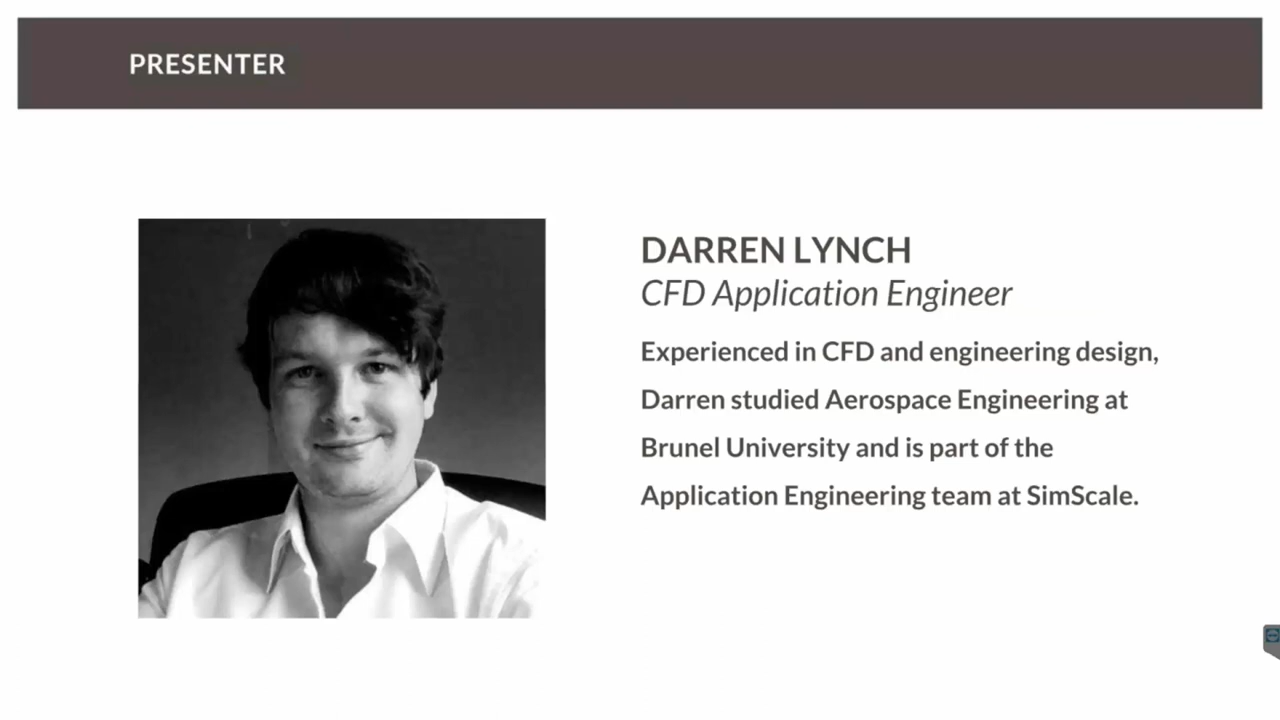 PRESENTER
DARREN LYNCH
CFD Application Engineer
Experienced in CFD and engineering design,
Darren studied Aerospace Engineering at
Brunel University and is part of the
Application Engineering team at SimScale.